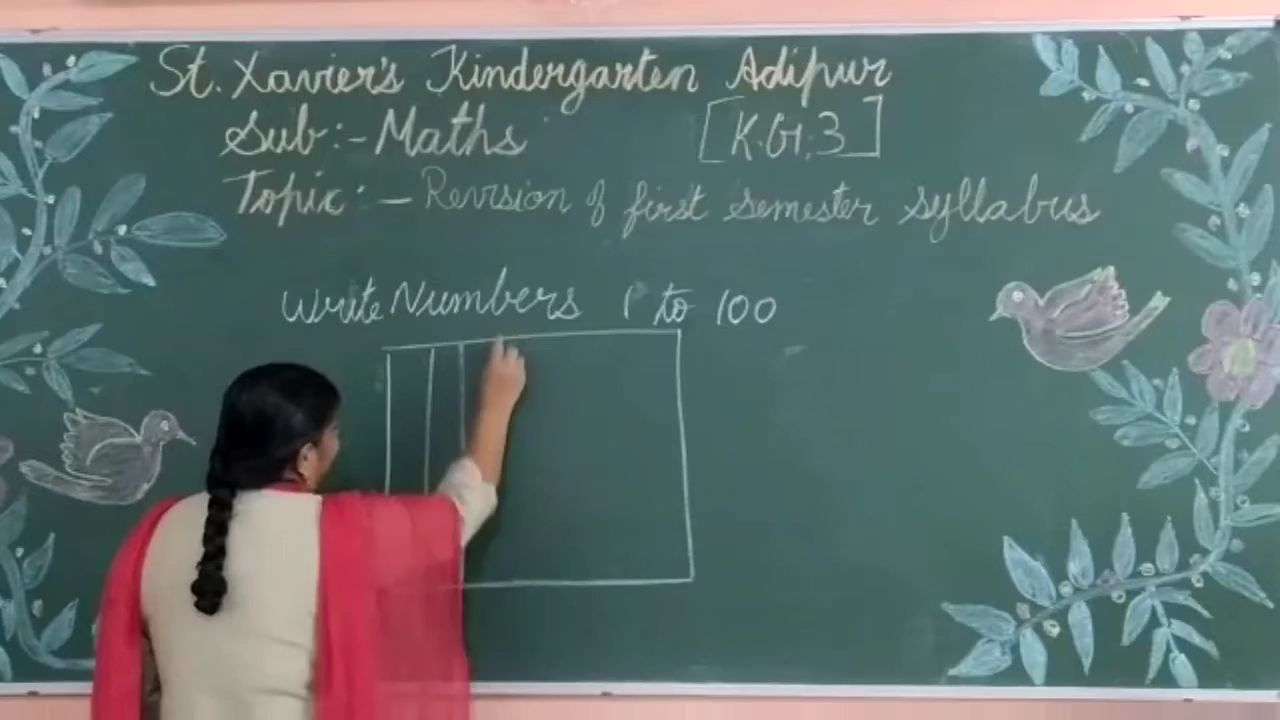 St. Xavier's Kindergarten Adipur
Sub:- Maths [K.G.3]
Topic:- Revision of first semester syllabus
Write Numbers 1 to 100